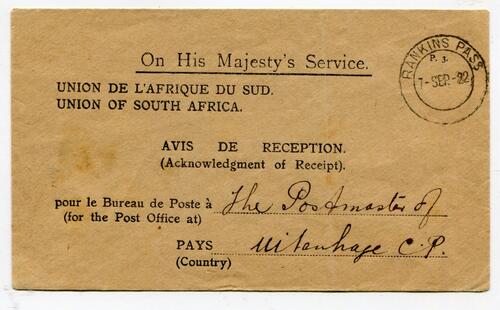 On His Majesty's Service.
RANKINS PASS
P. 3.
7-SEP-22
UNION DE L'AFRIQUE DU SUD.
UNION OF SOUTH AFRICA.
AVIS DE RECEPTION.
(Acknowledgment of Receipt).
pour le Bureau de Poste à The Postmaster of
(for the Post Office at)
PAYS Uitenhage C.P.
(Country)